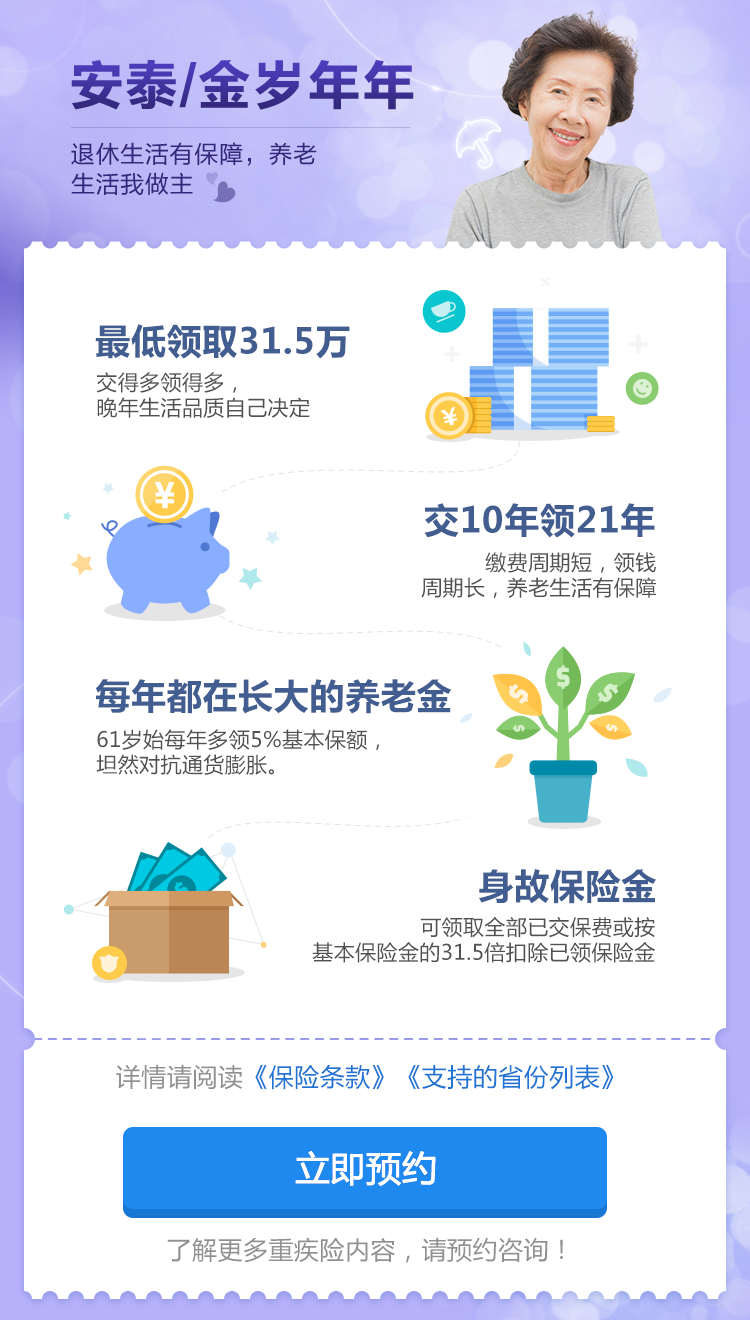 安泰/金岁年年
退休生活有保障，养老
生活我做主
最低领取31.5万
交得多领得多，
晚年生活品质自己决定
¥
¥
交10年领21年
缴费周期短，领钱
周期长，养老生活有保障
每年都在长大的养老金
61岁始每年多领5%基本保额，
坦然对抗通货膨胀。
$
$
$
$
$
$
身故保险金
可领取全部已交保费或按
基本保险金的31.5倍扣除已领保险金
详情请阅读《保险条款》《支持的省份列表》
立即预约
了解更多重疾险内容，请预约咨询！